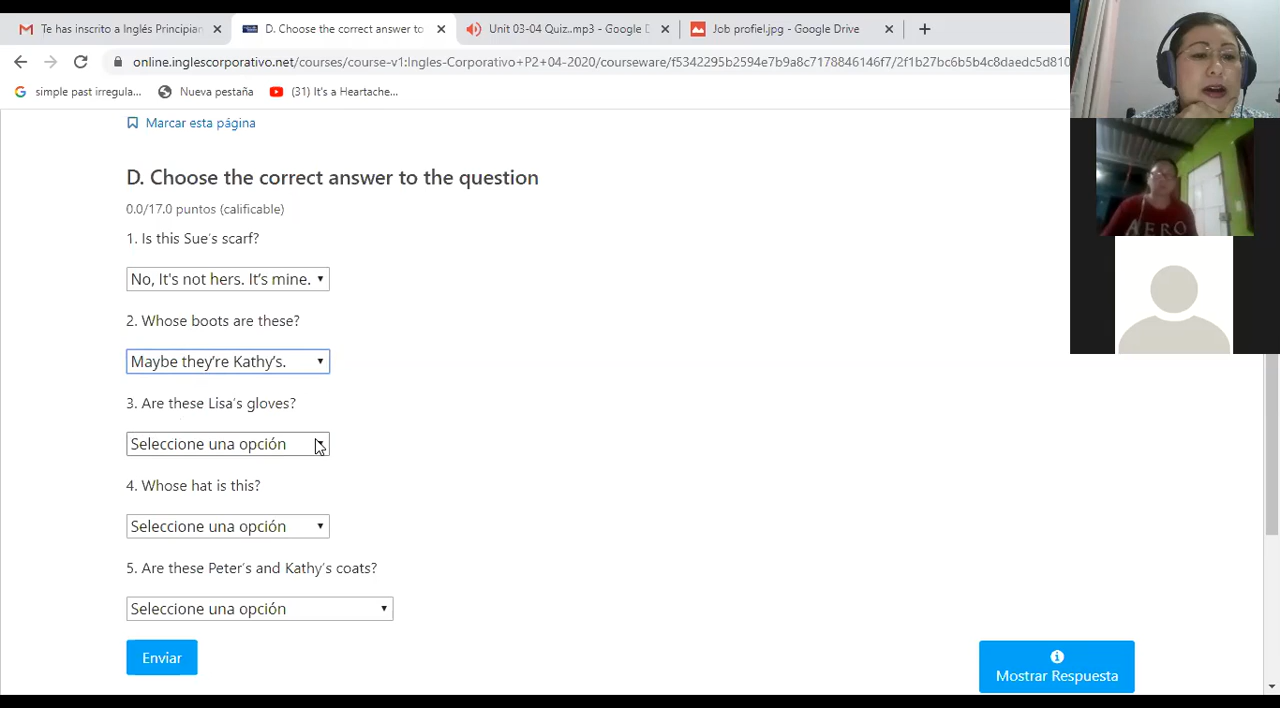 Te has inscrito a Inglés Principian
D. Choose the correct answer to
Unit 03-04 Quiz..mp3 - Google D
Job profiel.jpg - Google Drive
online.inglescorporativo.net/courses/course-v1:Ingles-Corporativo+P2+04-2020/courseware/f5342295b2594e7b9a8c7178846146f7/2f1b27bc6b5b4c8daedc5d810
simple past irregula...
Nueva pestaña
(31) It's a Heartache...
Marcar esta página
D. Choose the correct answer to the question
0.0/17.0 puntos (calificable)
1. Is this Sue's scarf?
No, It's not hers. It's mine.
2. Whose boots are these?
Maybe they're Kathy's.
3. Are these Lisa's gloves?
Seleccione una opción
4. Whose hat is this?
Seleccione una opción
5. Are these Peter's and Kathy's coats?
Seleccione una opción
Enviar
Mostrar Respuesta
AERO